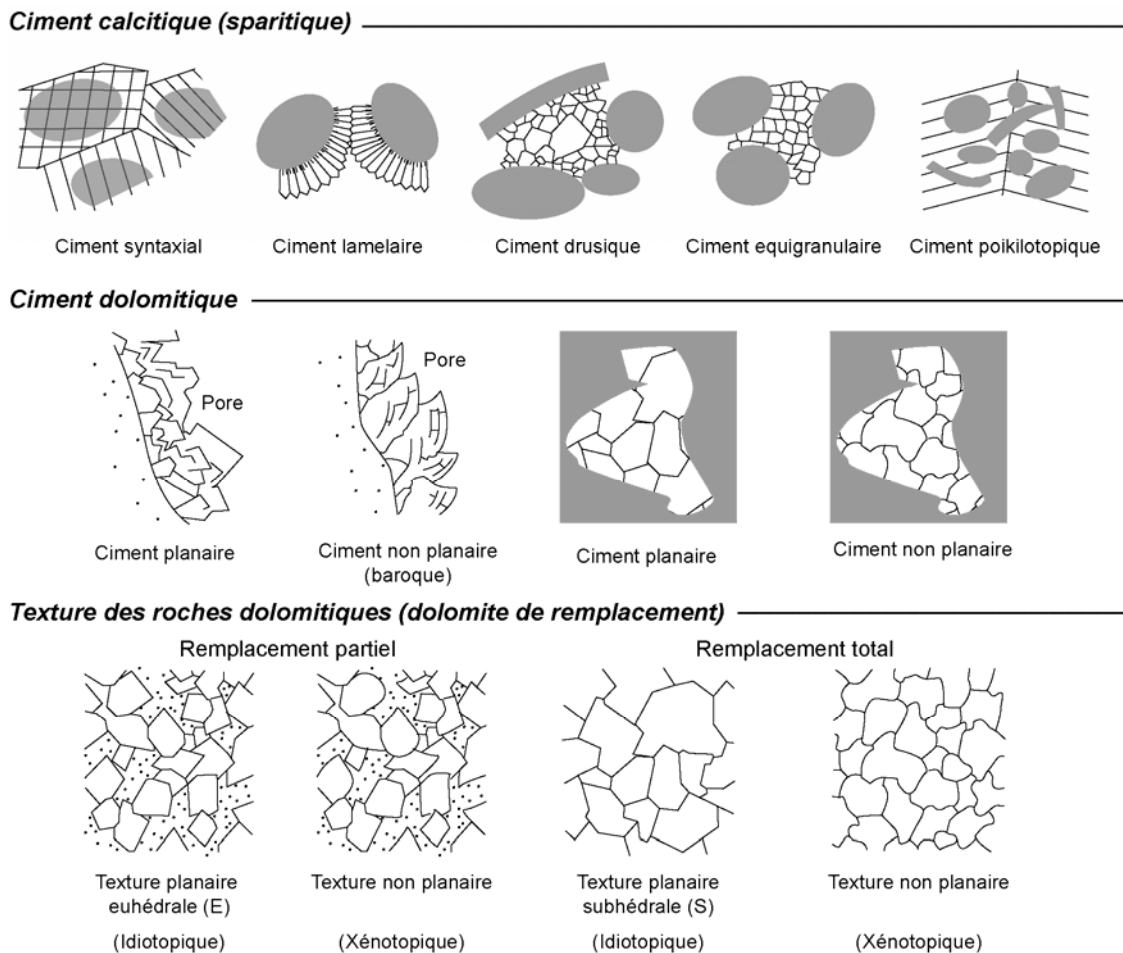 Ciment calcitique (sparitique)
Ciment syntaxial
Ciment lamelaire
Ciment drusique
Ciment equigranulaire
Ciment poikilotopique
Ciment dolomitique
Pore
Pore
Ciment planaire
Ciment non planaire
(baroque)
Ciment planaire
Ciment non planaire
Texture des roches dolomitiques (dolomite de remplacement)
Remplacement partiel
Remplacement total
Texture planaire
euhédrale (E)
(Idiotopique)
Texture non planaire
(Xénotopique)
Texture planaire
subhédrale (S)
(Idiotopique)
Texture non planaire
(Xénotopique)